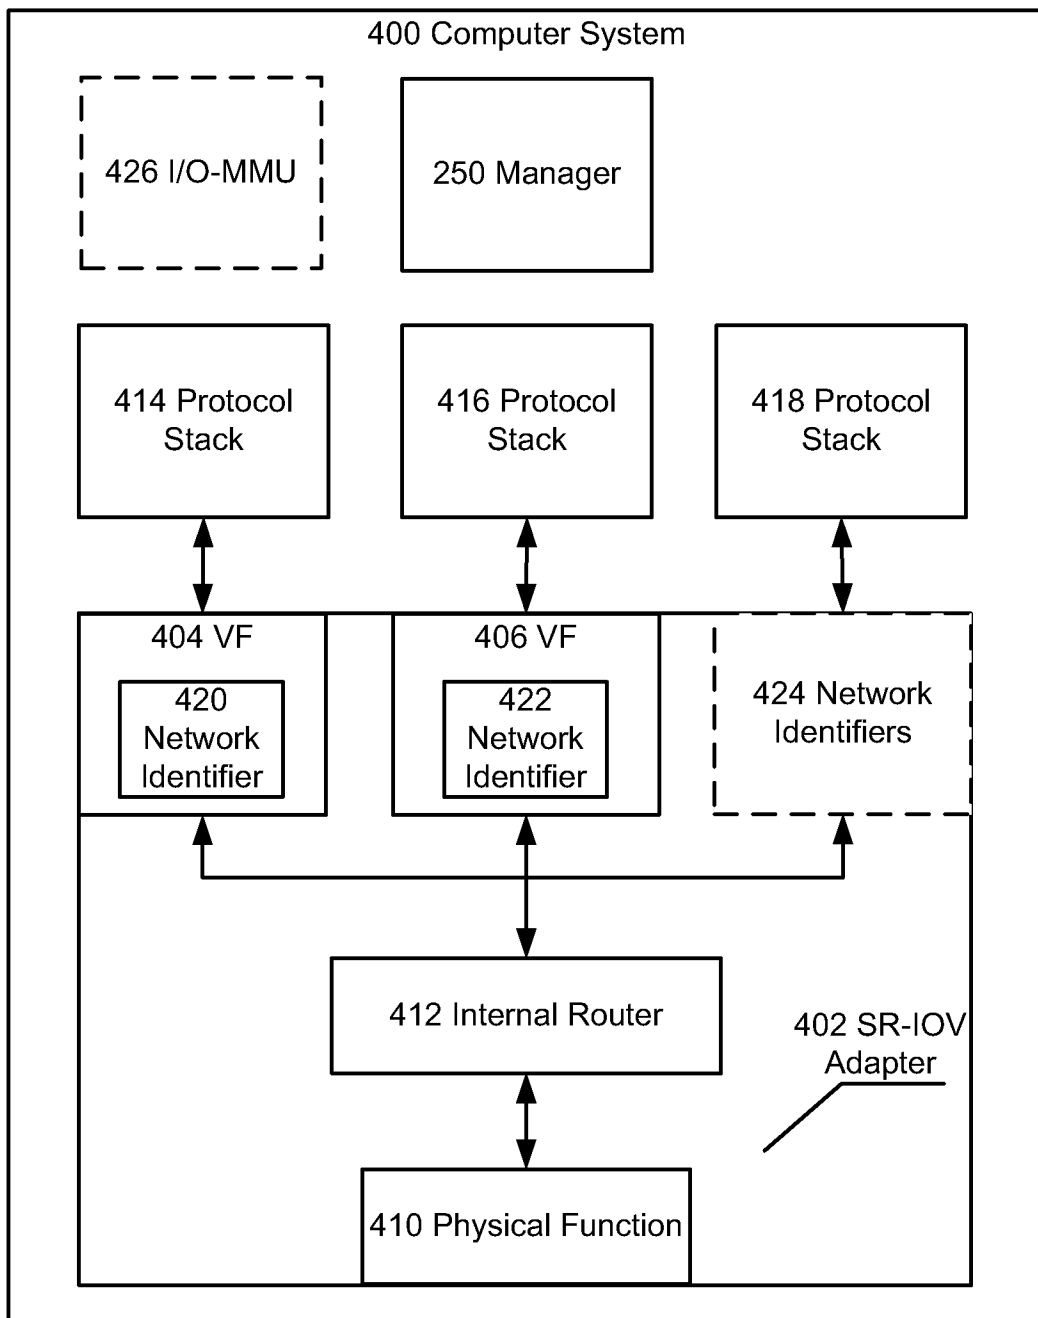 400 Computer System
426 I/O-MMU
250 Manager
414 Protocol
Stack
416 Protocol
Stack
418 Protocol
Stack
404 VF
420
Network
Identifier
406 VF
422
Network
Identifier
424 Network
Identifiers
412 Internal Router
402 SR-IOV
Adapter
410 Physical Function